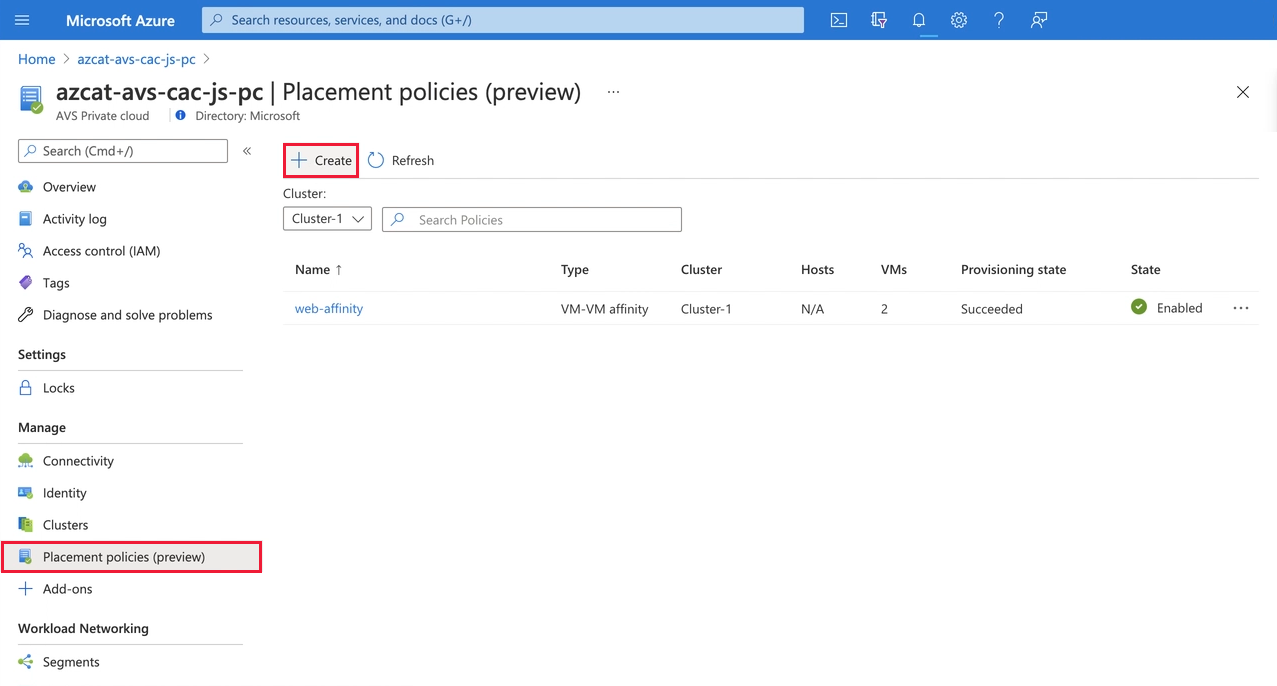 Microsoft Azure
Search resources, services, and docs (G+/)
Home > azcat-avs-cac-js-pc >
azcat-avs-cac-js-pc | Placement policies (preview) ...
AVS Private cloud
Directory: Microsoft
Search (Cmd+/)
«
Overview
Activity log
Access control (IAM)
Tags
Diagnose and solve problems
Settings
Locks
Manage
Connectivity
Identity
Clusters
Placement policies (preview)
Add-ons
Workload Networking
Segments
Create
Refresh
Cluster:
Cluster-1
Search Policies
Name ↑ Type Cluster Hosts VMs Provisioning state State
web-affinity VM-VM affinity Cluster-1 N/A 2 Succeeded Enabled ...